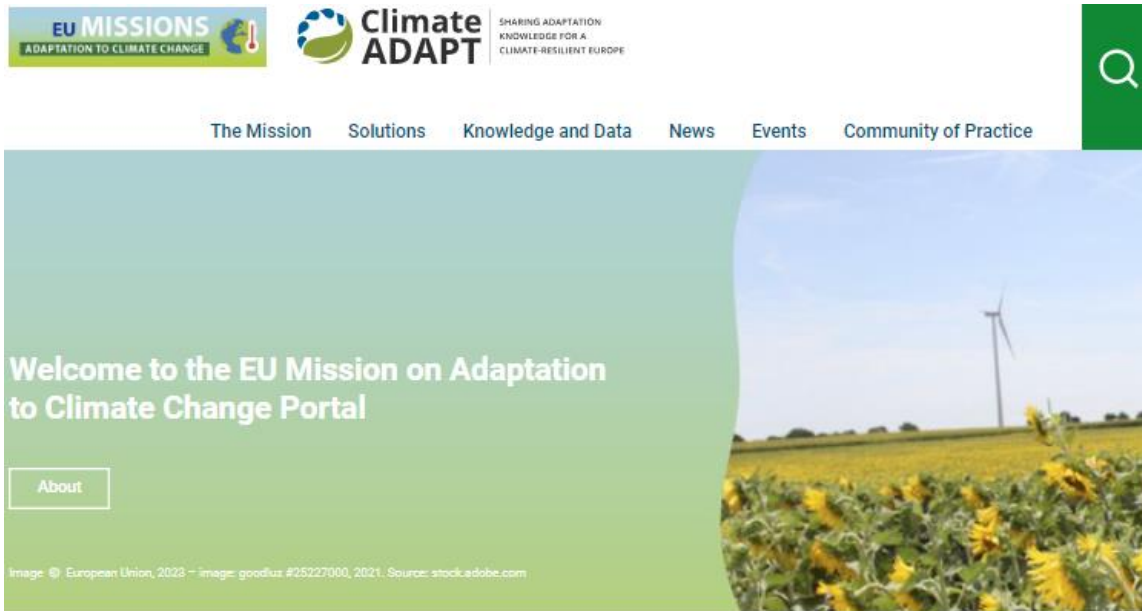 EU MISSIONS
ADAPTATION TO CLIMATE CHANGE
Climate
ADAPT
SHARING ADAPTATION
KNOWLEDGE FOR A
CLIMATE-RESILIENT EUROPE
The Mission Solutions Knowledge and Data News Events Community of Practice
Welcome to the EU Mission on Adaptation
to Climate Change Portal
About
Image © European Union, 2023 – image: goodluz #25227000, 2021. Source: stock.adobe.com